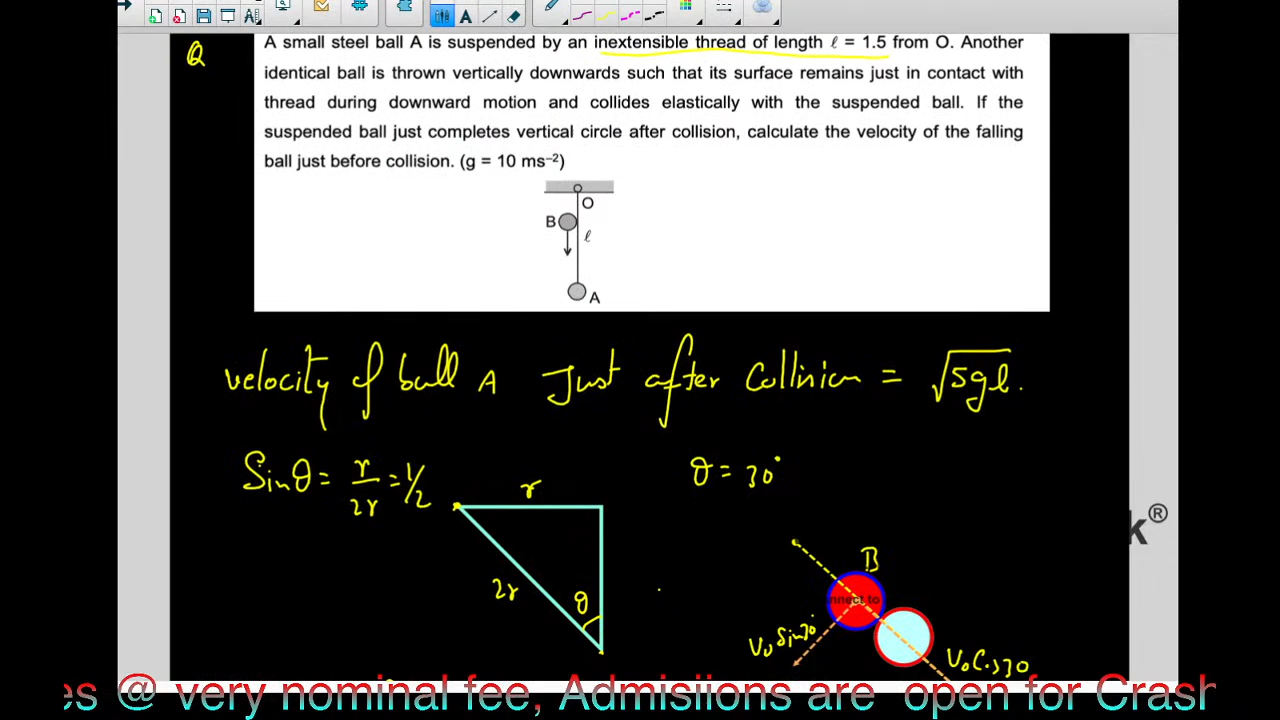 Q
A small steel ball A is suspended by an inextensible thread of length ℓ = 1.5 from O. Another
identical ball is thrown vertically downwards such that its surface remains just in contact with
thread during downward motion and collides elastically with the suspended ball. If the
suspended ball just completes vertical circle after collision, calculate the velocity of the falling
ball just before collision. (g = 10 ms⁻²)
O
B
ℓ
A
velocity of ball A Just after Collinion = √5gl.
Sinθ = r/2r = 1/2
θ = 30°
r
2r
θ
B
nnect to
k®
V₀ Sin30°
V₀ Cos30
es @ very nominal fee, Admisiions are open for Crash